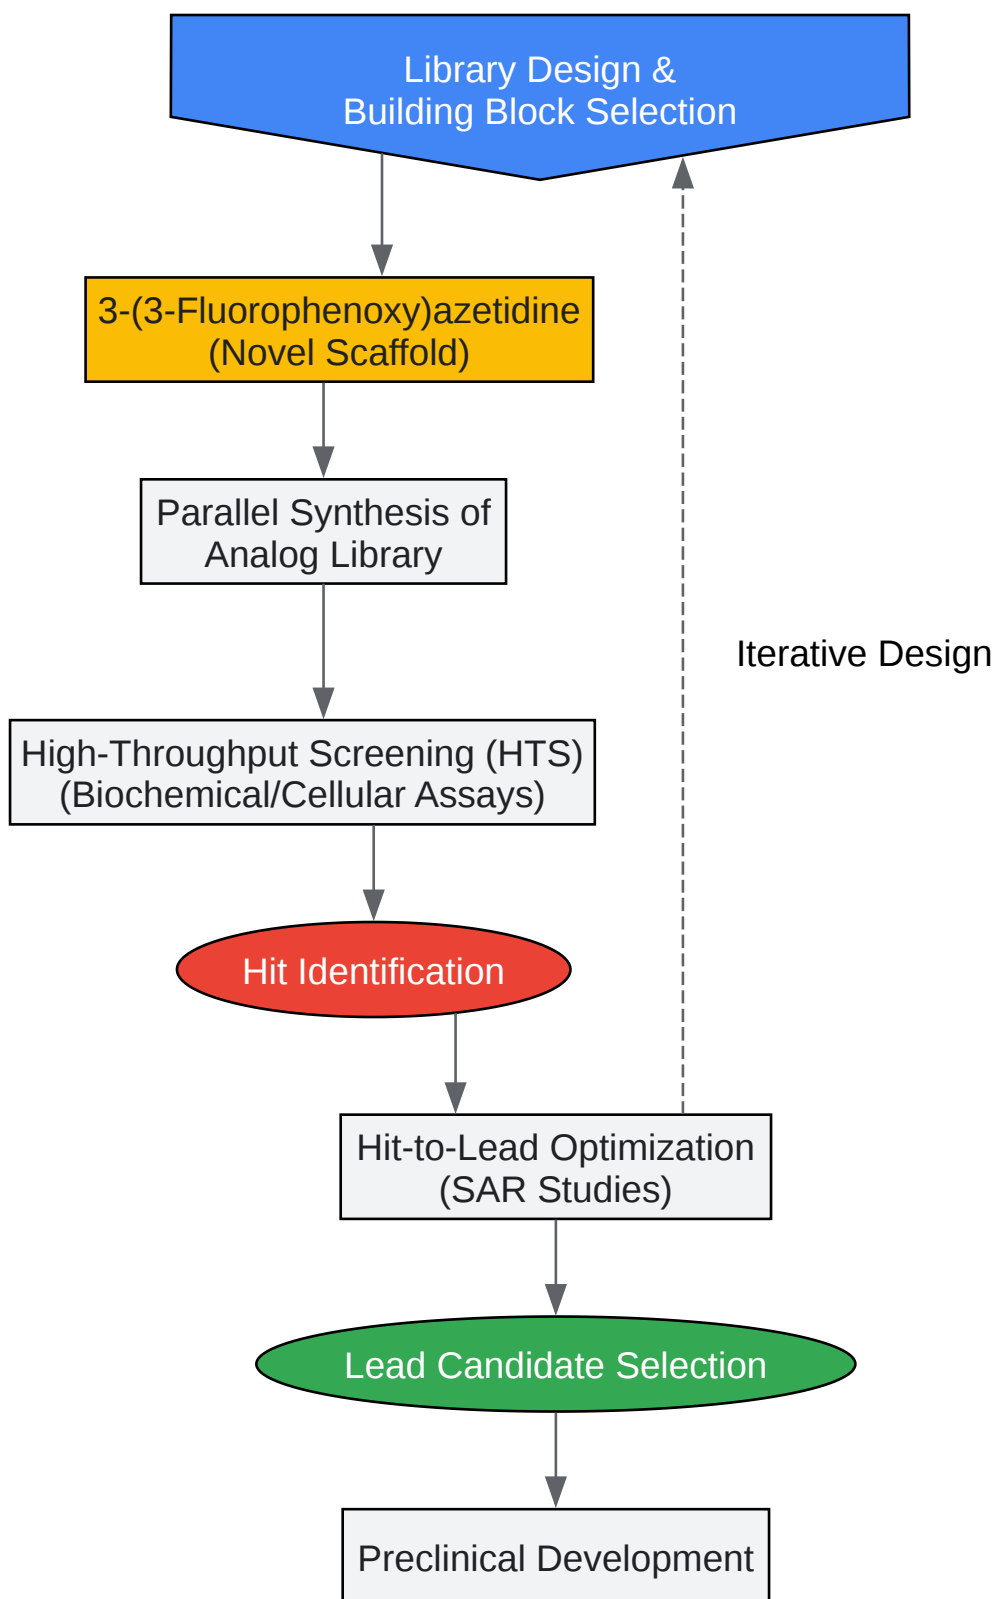 Library Design &
Building Block Selection
3-(3-Fluorophenoxy)azetidine
(Novel Scaffold)
Parallel Synthesis of
Analog Library
Iterative Design
High-Throughput Screening (HTS)
(Biochemical/Cellular Assays)
Hit Identification
Hit-to-Lead Optimization
(SAR Studies)
Lead Candidate Selection
Preclinical Development